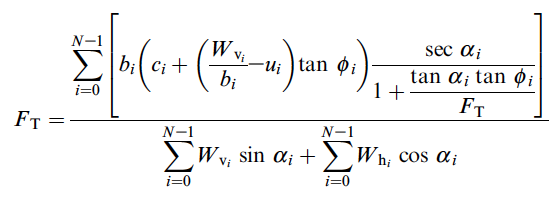 F_T = \frac{\sum_{i=0}^{N-1} \left[ b_i \left( c_i + \left( \frac{W_{v_i}}{b_i} - u_i \right) \tan \phi_i \right) \frac{\sec \alpha_i}{1 + \frac{\tan \alpha_i \tan \phi_i}{F_T}} \right]}{\sum_{i=0}^{N-1} W_{v_i} \sin \alpha_i + \sum_{i=0}^{N-1} W_{h_i} \cos \alpha_i}